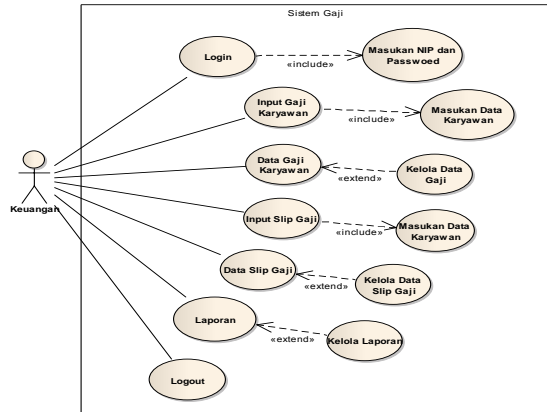 Sistem Gaji
Login
«include»
Masukan NIP dan
Passwoed
Input Gaji
Karyawan
«include»
Masukan Data
Karyawan
Data Gaji
Karyawan
«extend»
Kelola Data
Gaji
Keuangan
Input Slip Gaji
«include»
Masukan Data
Karyawan
Data Slip Gaji
«extend»
Kelola Data
Slip Gaji
Laporan
«extend»
Kelola Laporan
Logout